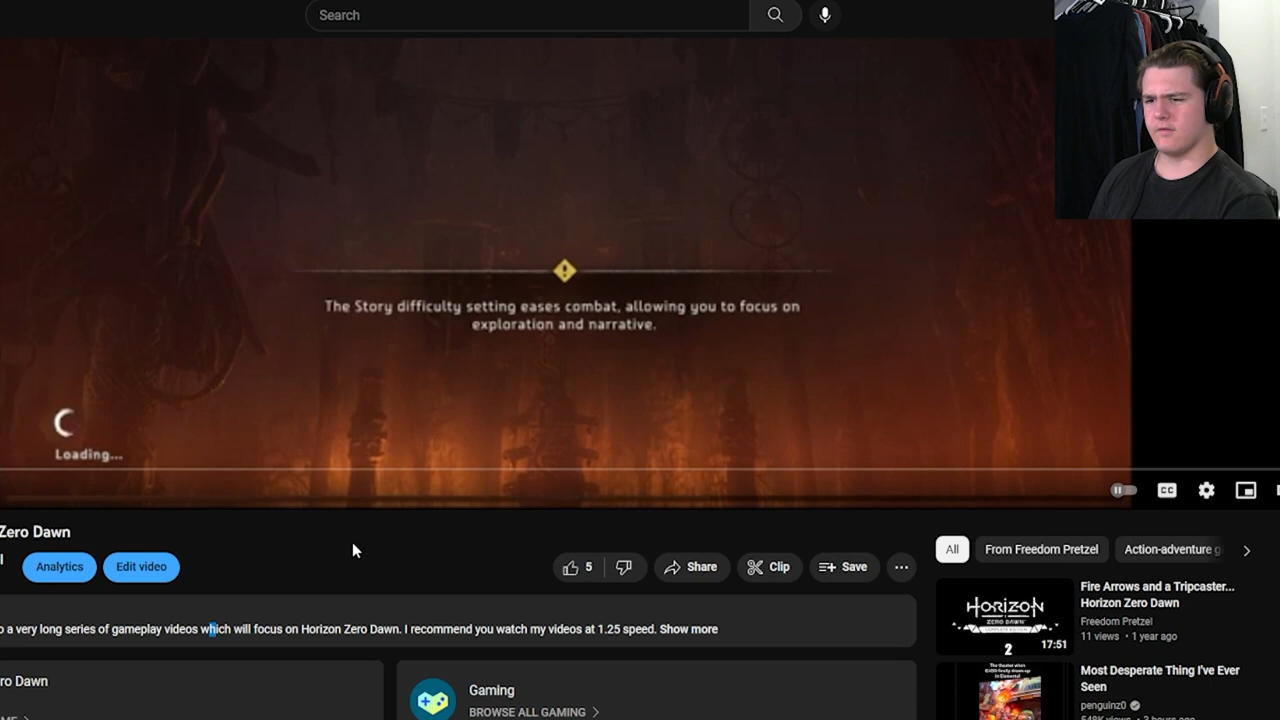 Search
The Story difficulty setting eases combat, allowing you to focus on
exploration and narrative.
Loading...
CC
Zero Dawn
Analytics
Edit video
5
Share
Clip
Save
a very long series of gameplay videos which will focus on Horizon Zero Dawn. I recommend you watch my videos at 1.25 speed. Show more
Dawn
Gaming
BROWSE ALL GAMING
All
From Freedom Pretzel
Action-adventure g
HORIZON
ZERO DAWN
2
17:51
Fire Arrows and a Tripcaster...
Horizon Zero Dawn
Freedom Pretzel
11 views • 1 year ago
Most Desperate Thing I've Ever
Seen
penguinz0